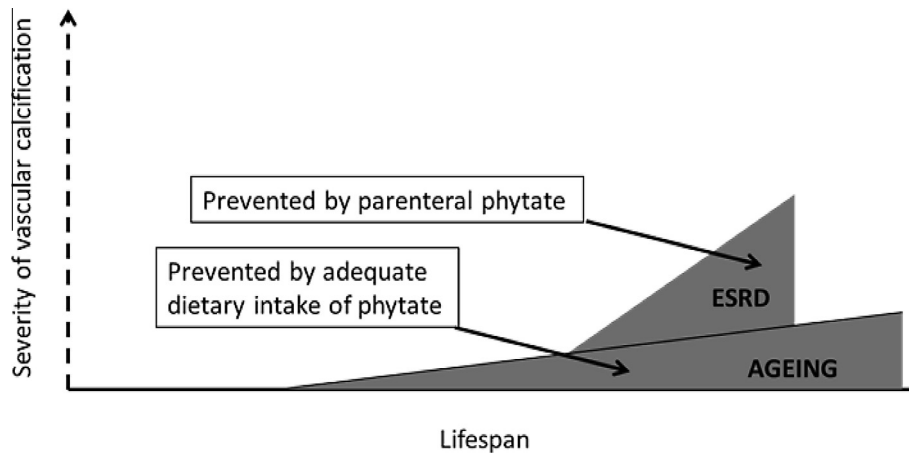 Severity of vascular calcification
Prevented by parenteral phytate
Prevented by adequate
dietary intake of phytate
ESRD
AGEING
Lifespan